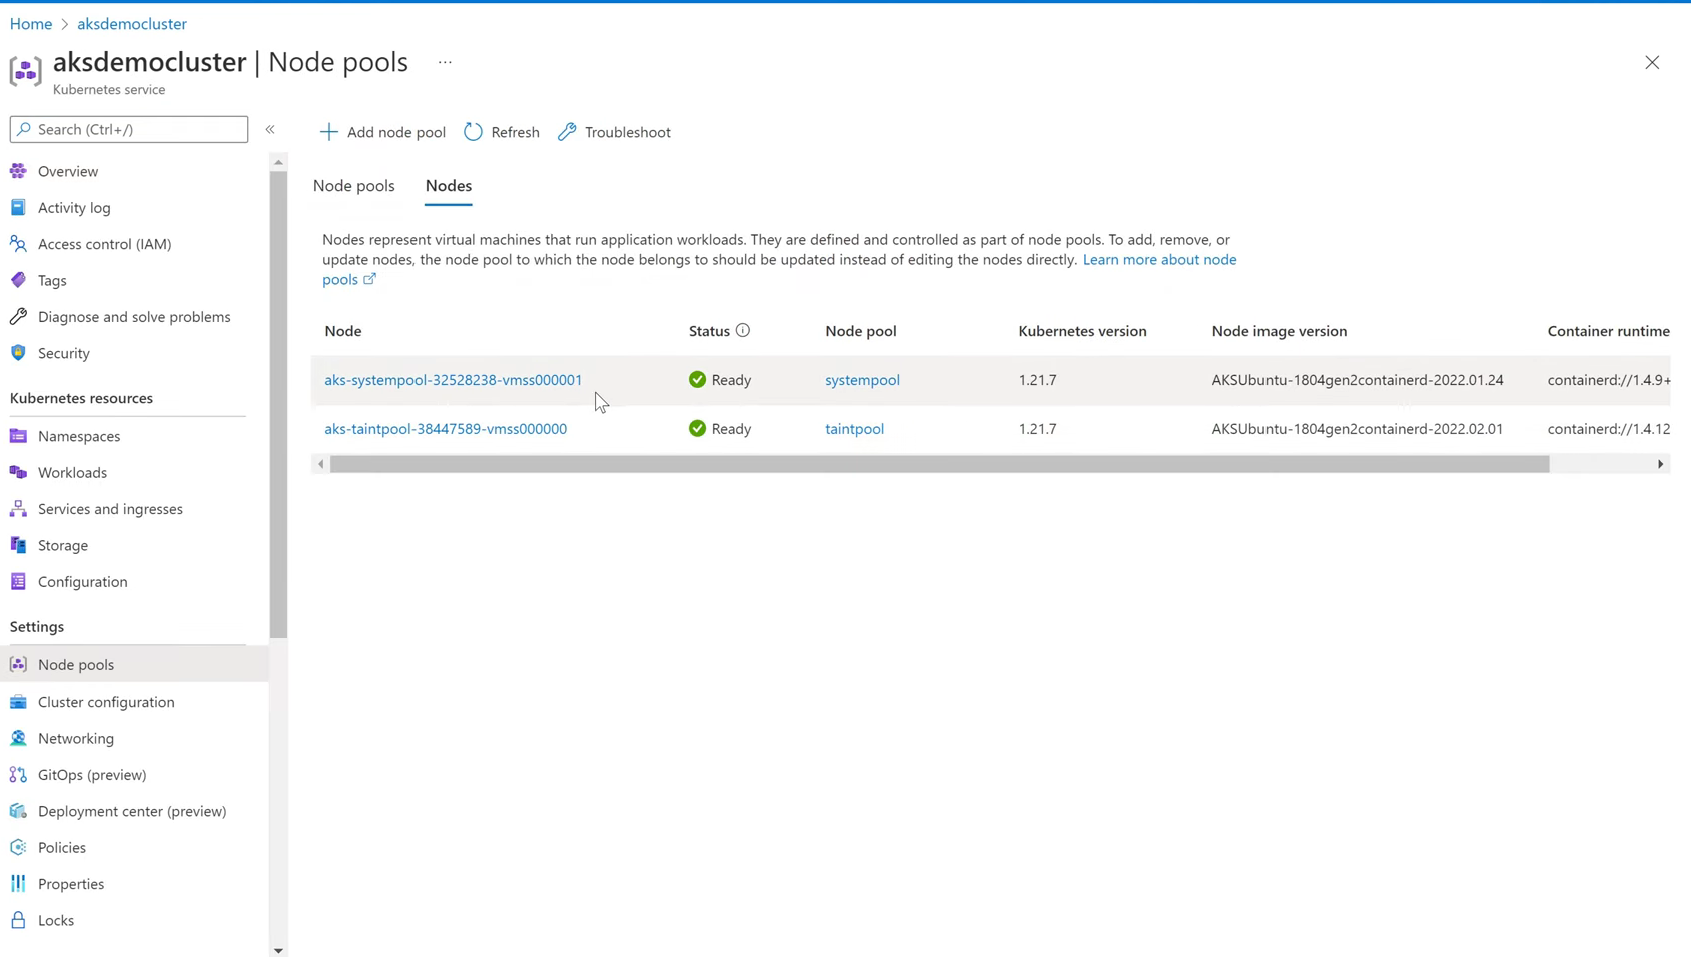 Home > aksdemocluster
aksdemocluster | Node pools ...
Kubernetes service
Search (Ctrl+/)
«
Overview
Activity log
Access control (IAM)
Tags
Diagnose and solve problems
Security
Kubernetes resources
Namespaces
Workloads
Services and ingresses
Storage
Configuration
Settings
Node pools
Cluster configuration
Networking
GitOps (preview)
Deployment center (preview)
Policies
Properties
Locks
Add node pool Refresh Troubleshoot
Node pools Nodes
Nodes represent virtual machines that run application workloads. They are defined and controlled as part of node pools. To add, remove, or
update nodes, the node pool to which the node belongs to should be updated instead of editing the nodes directly. Learn more about node
pools
Node Status Node pool Kubernetes version Node image version Container runtime
aks-systempool-32528238-vmss000001 Ready systempool 1.21.7 AKSUbuntu-1804gen2containerd-2022.01.24 containerd://1.4.9+
aks-taintpool-38447589-vmss000000 Ready taintpool 1.21.7 AKSUbuntu-1804gen2containerd-2022.02.01 containerd://1.4.12